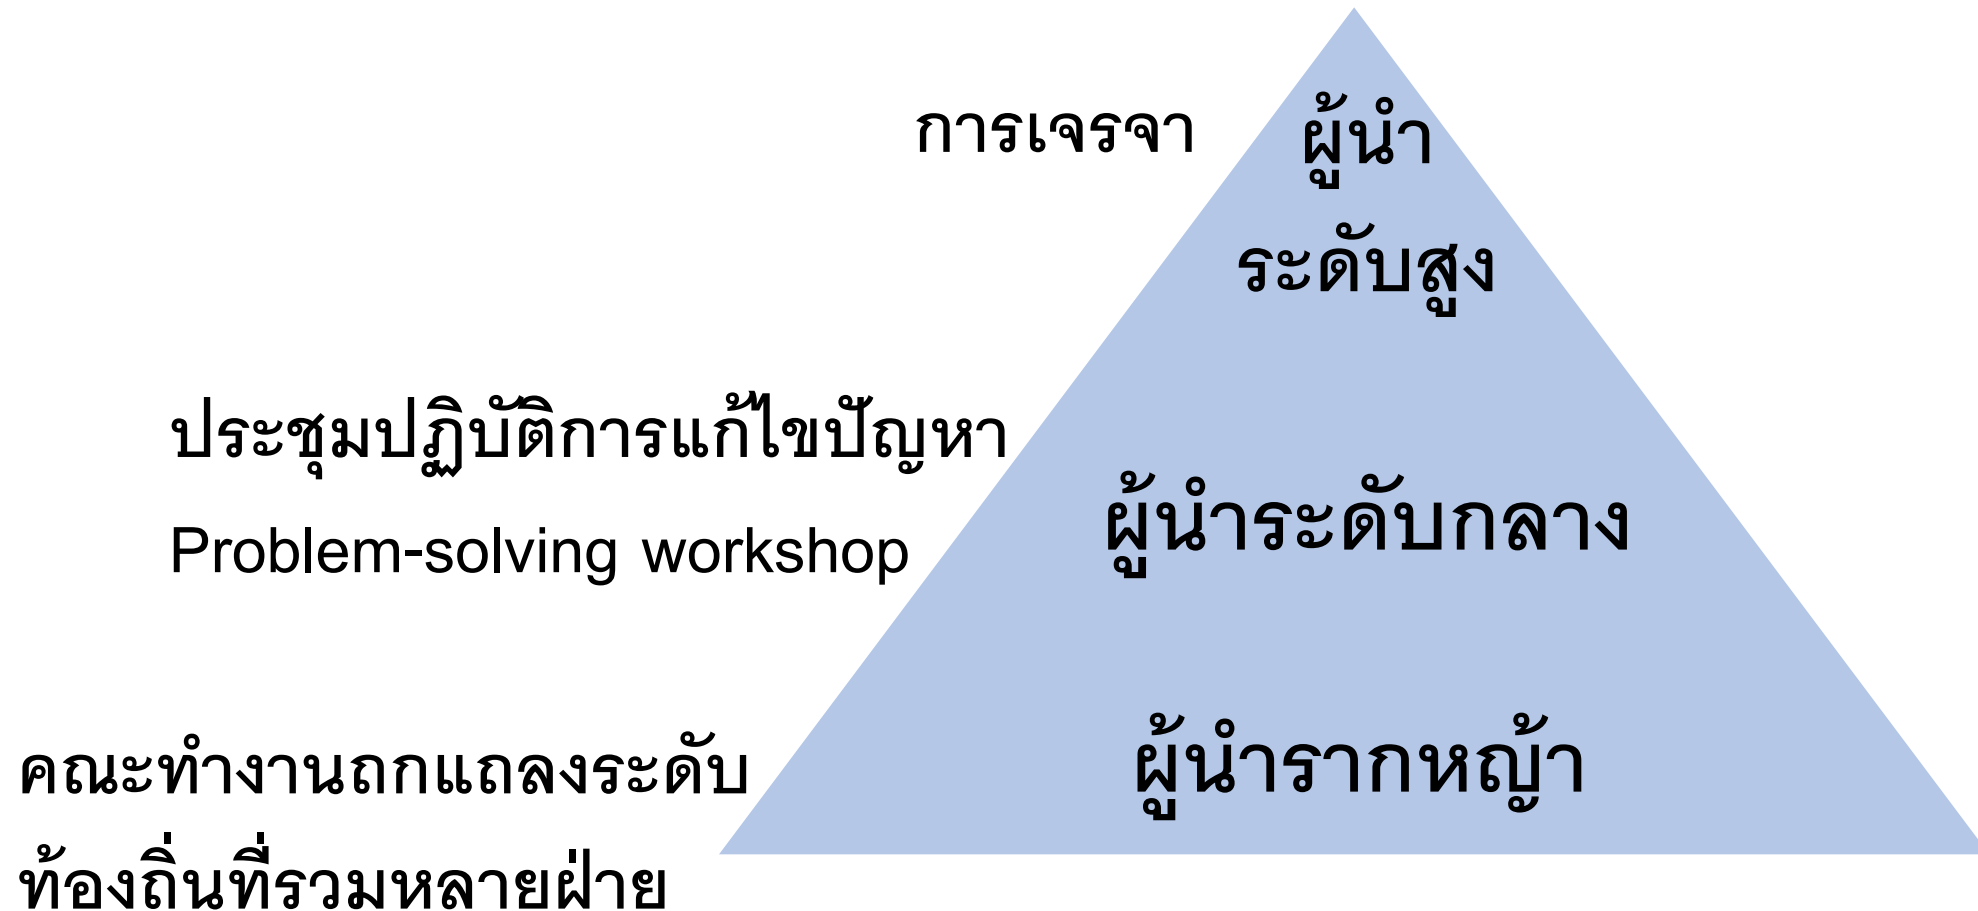 การเจรจา
ผู้นำ
ระดับสูง
ประชุมปฏิบัติการแก้ไขปัญหา
Problem-solving workshop
ผู้นำระดับกลาง
คณะทำงานถกแถลงระดับ
ท้องถิ่นที่รวมหลายฝ่าย
ผู้นำรากหญ้า